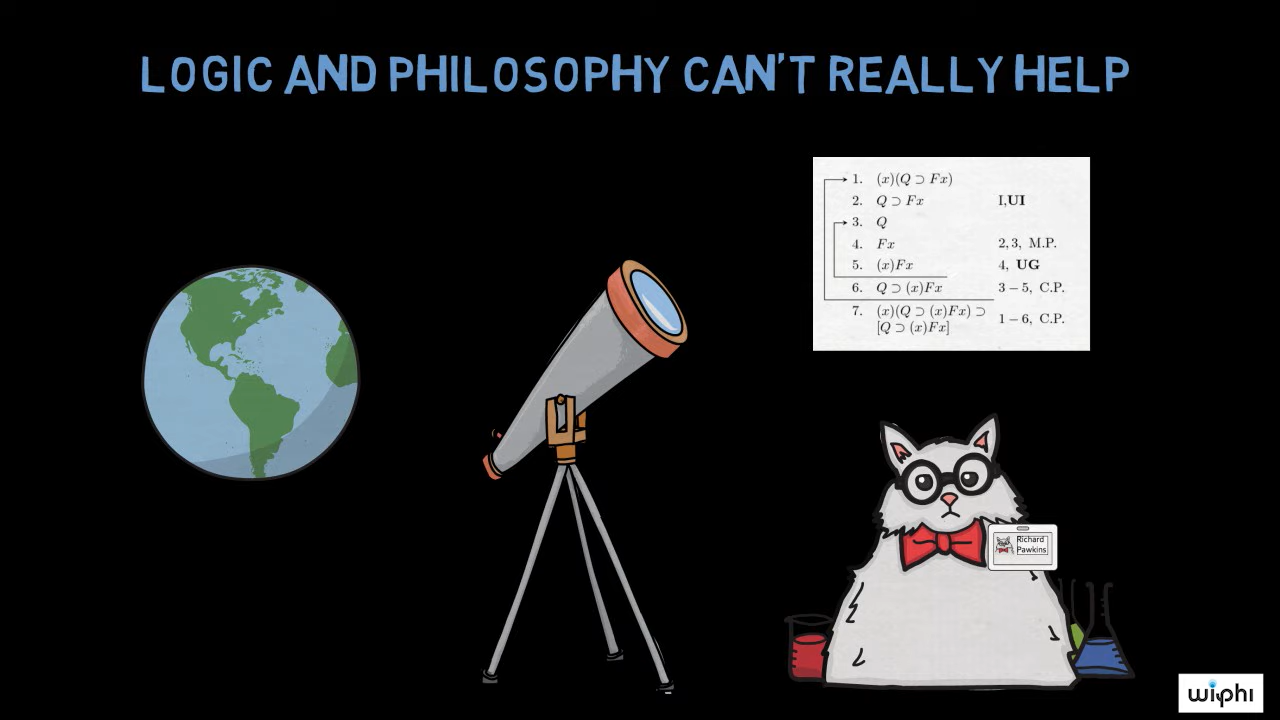 LOGIC AND PHILOSOPHY CAN'T REALLY HELP
1. (x)(Q ⊃ Fx)
2. Q ⊃ Fx I,UI
3. Q
4. Fx 2,3, M.P.
5. (x)Fx 4, UG
6. Q ⊃ (x)Fx 3 – 5, C.P.
7. (x)(Q ⊃ (x)Fx) ⊃
[Q ⊃ (x)Fx] 1 – 6, C.P.
Richard
Pawkins
wiphi